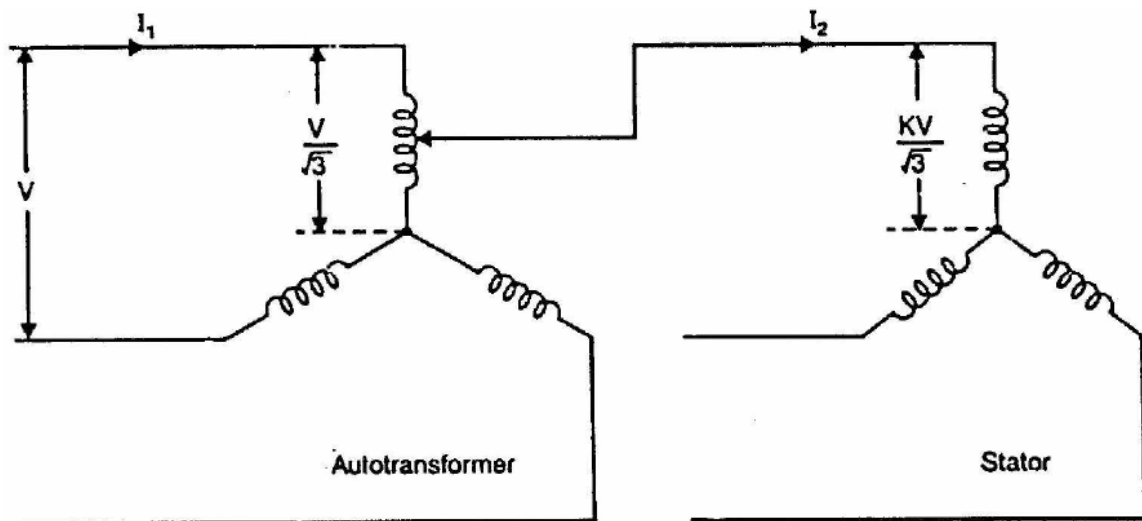 I₁
I₂
V
V
√3
KV
√3
Autotransformer
Stator